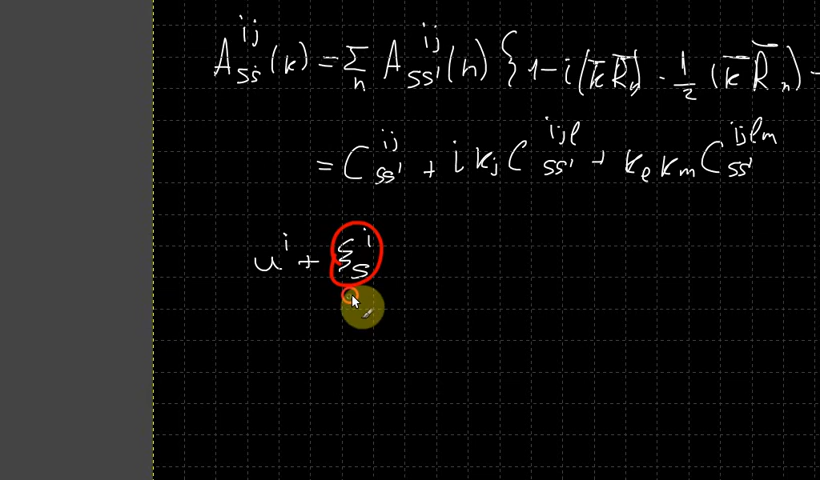 A^{ij}_{ss'}(k) = Σ_n A^{ij}_{ss'}(n) { 1 - i(k̄R̄_n) - 1/2 (k̄R̄_n) -
= C^{ij}_{ss'} + i k_j C^{ijl}_{ss'} + k_e k_m C^{ijlm}_{ss'}
u^i + ξ^i_s